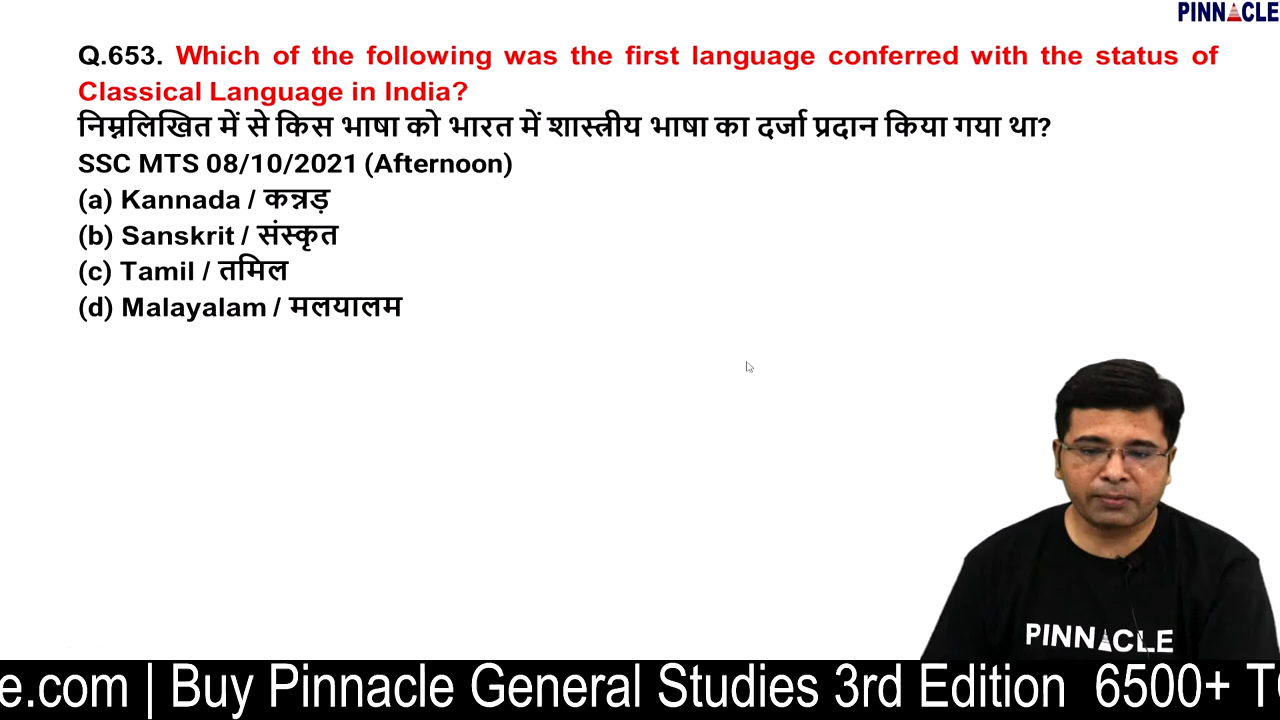 PINNACLE
Q.653. Which of the following was the first language conferred with the status of
Classical Language in India?
निम्नलिखित में से किस भाषा को भारत में शास्त्रीय भाषा का दर्जा प्रदान किया गया था?
SSC MTS 08/10/2021 (Afternoon)
(a) Kannada / कन्नड़
(b) Sanskrit / संस्कृत
(c) Tamil / तमिल
(d) Malayalam / मलयालम
PINNACLE
e.com | Buy Pinnacle General Studies 3rd Edition 6500+